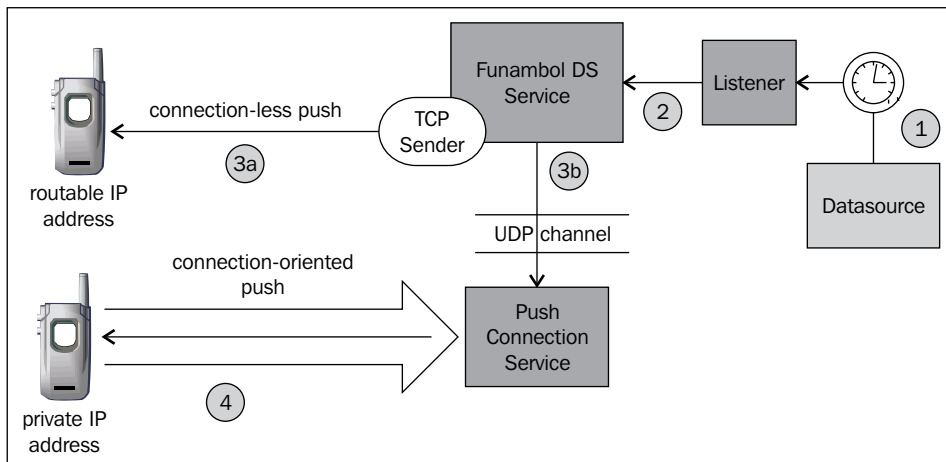 Funambol DS
Service
Listener
connection-less push
TCP
Sender
2
1
3a
3b
routable IP
address
Datasource
UDP channel
connection-oriented
push
Push
Connection
Service
4
private IP
address